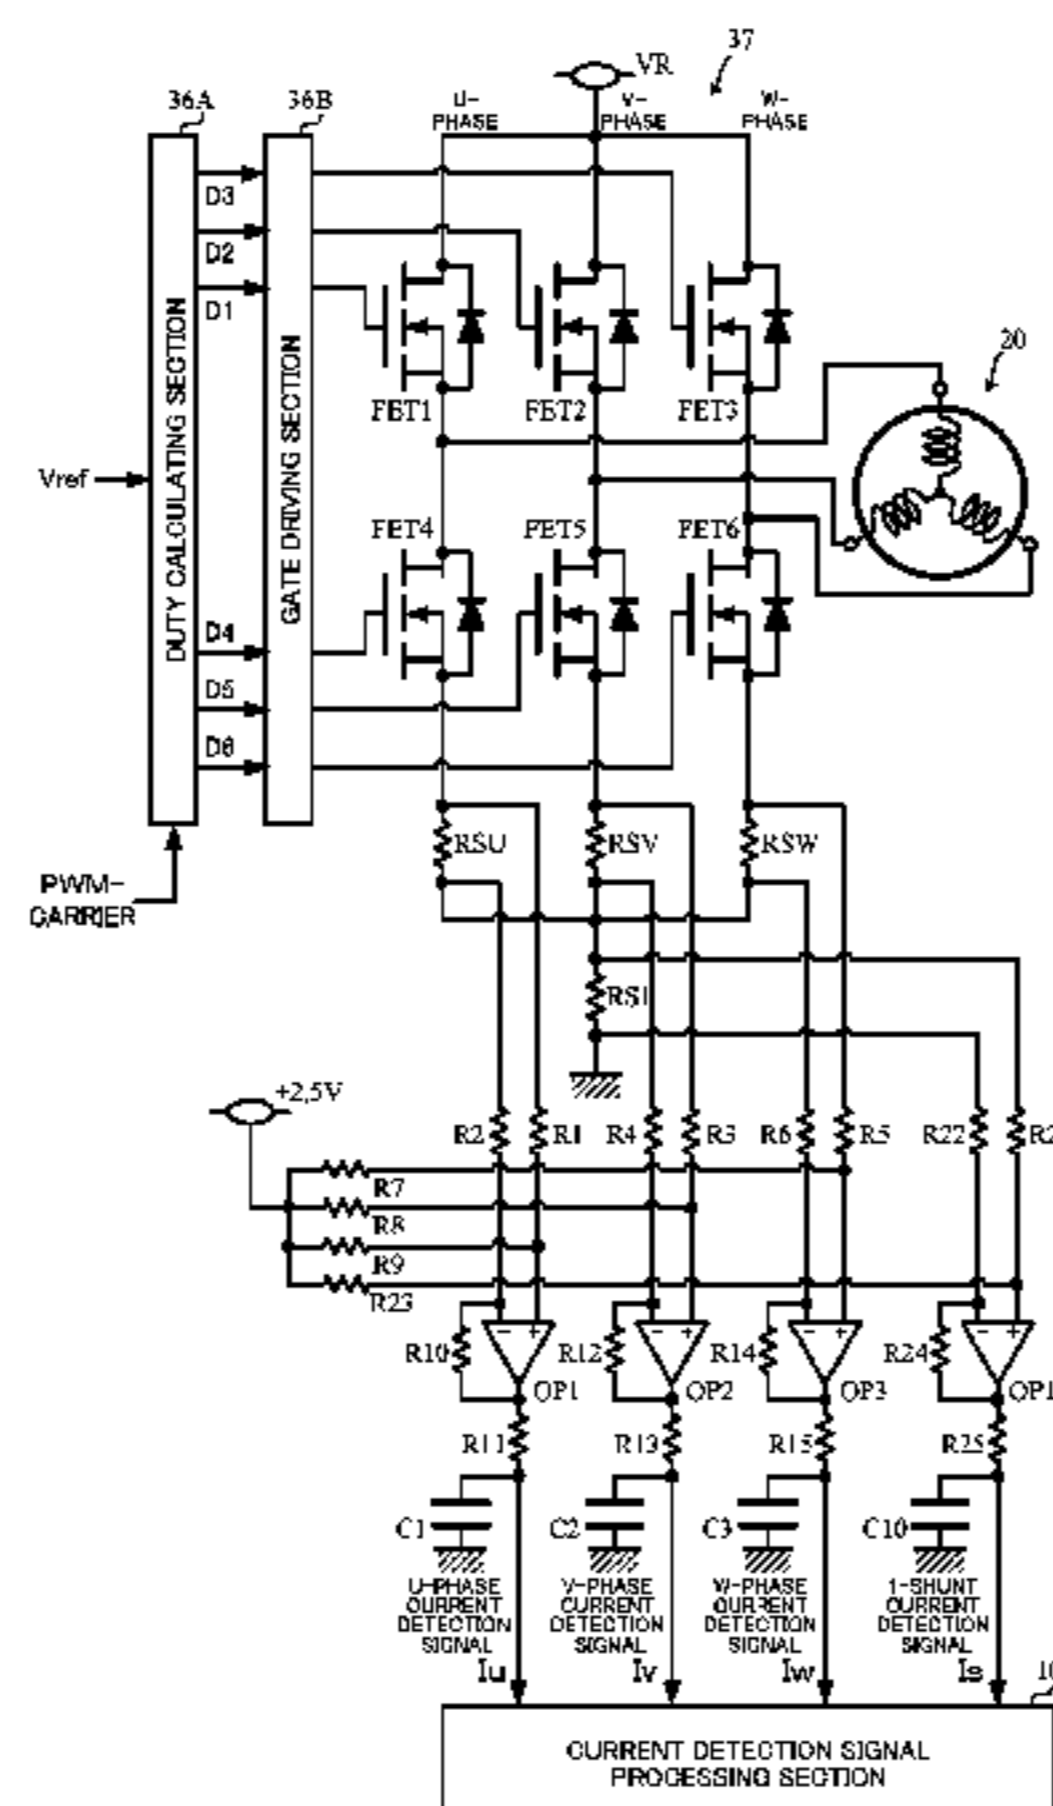 37
VR
36A
36B
U-
PHASE
V-
PHASE
W-
PHASE
D3
D2
D1
DUTY CALCULATING SECTION
GATE DRIVING SECTION
FET1
FET2
FET3
20
Vref
FET4
FET5
FET6
D4
D5
D6
RSU
RSV
RSW
PWM-
CARRIER
RS1
+2,5V
R2
R1
R4
R3
R6
R5
R22
R7
R8
R9
R23
R10
R12
R14
R24
OP1
OP2
OP3
R11
R13
R15
R25
C1
C2
C3
C10
U-PHASE
CURRENT
DETECTION
SIGNAL
Iu
V-PHASE
CURRENT
DETECTION
SIGNAL
Iv
W-PHASE
CURRENT
DETECTION
SIGNAL
Iw
1-SHUNT
CURRENT
DETECTION
SIGNAL
Is
CURRENT DETECTION SIGNAL
PROCESSING SECTION